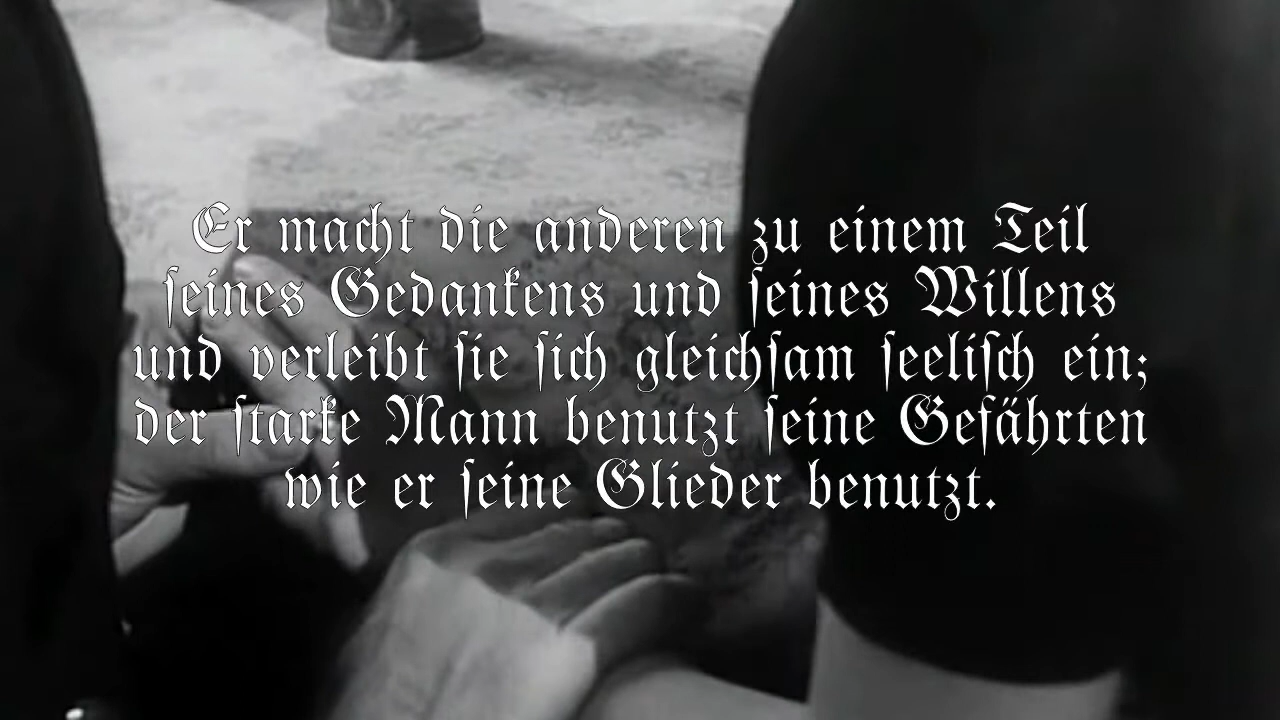 Er macht die anderen zu einem Teil
ſeines Gedankens und ſeines Willens
und verleibt ſie ſich gleichſam ſeeliſch ein;
der ſtarke Mann benutzt ſeine Gefährten
wie er ſeine Glieder benutzt.